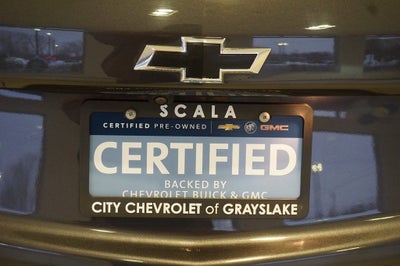 SCALA
CERTIFIED PRE-OWNED GMC
CERTIFIED
BACKED BY
CHEVROLET BUICK & GMC
CITY CHEVROLET of GRAYSLAKE